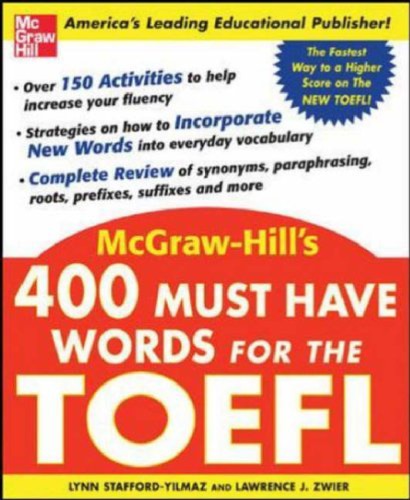 Mc
Graw
Hill
America's Leading Educational Publisher!
The Fastest
Way to a Higher
Score on The
NEW TOEFL!
• Over 150 Activities to help
increase your fluency
• Strategies on how to Incorporate
New Words into everyday vocabulary
• Complete Review of synonyms, paraphrasing,
roots, prefixes, suffixes and more
McGraw-Hill's
400 MUST HAVE
WORDS FOR THE
TOEFL
LYNN STAFFORD-YILMAZ AND LAWRENCE J. ZWIER